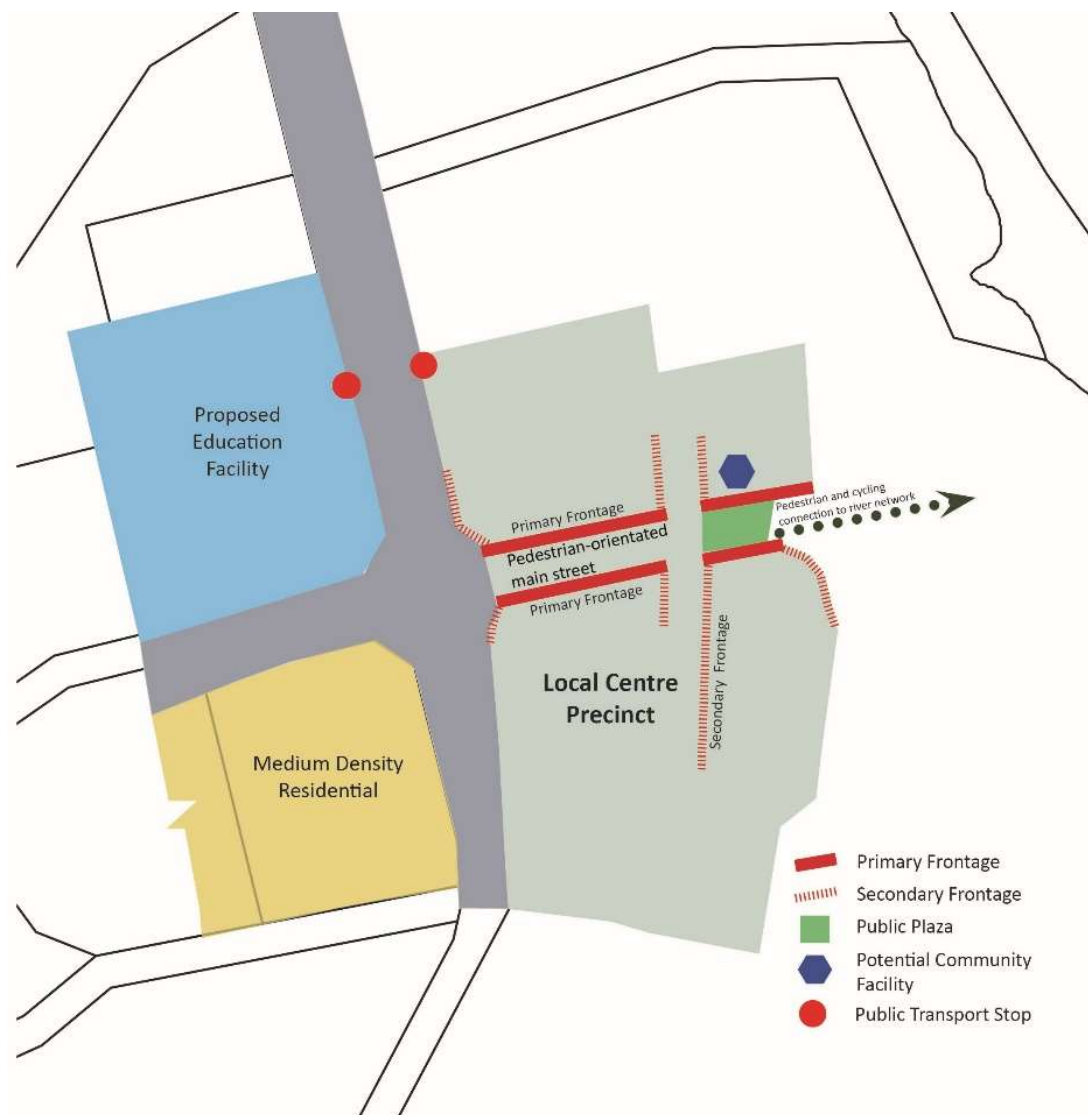 Proposed
Education
Facility
Primary Frontage
Pedestrian-orientated
main street
Primary Frontage
Pedestrian and cycling
connection to river network
Secondary Frontage
Local Centre
Precinct
Medium Density
Residential
Primary Frontage
Secondary Frontage
Public Plaza
Potential Community
Facility
Public Transport Stop